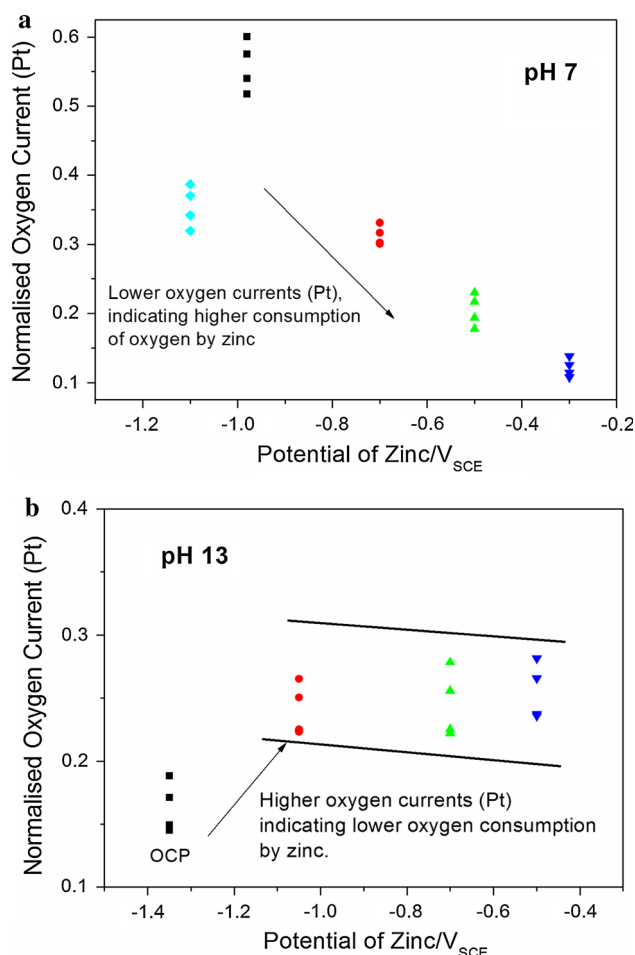 a
0.6
0.5
0.4
0.3
0.2
0.1
Normalised Oxygen Current (Pt)
pH 7
Lower oxygen currents (Pt),
indicating higher consumption
of oxygen by zinc
-1.2 -1.0 -0.8 -0.6 -0.4 -0.2
Potential of Zinc/V_SCE
b
0.4
0.3
0.2
0.1
Normalised Oxygen Current (Pt)
pH 13
OCP
Higher oxygen currents (Pt)
indicating lower oxygen consumption
by zinc.
-1.4 -1.2 -1.0 -0.8 -0.6 -0.4
Potential of Zinc/V_SCE